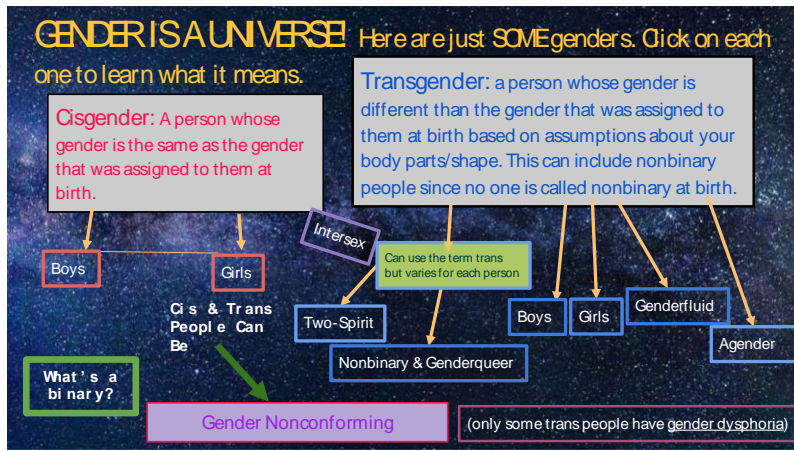 GENDER IS A UNIVERSE! Here are just SOME genders. Click on each
one to learn what it means.
Cisgender: A person whose
gender is the same as the gender
that was assigned to them at
birth.
Transgender: a person whose gender is
different than the gender that was assigned to
them at birth based on assumptions about your
body parts/shape. This can include nonbinary
people since no one is called nonbinary at birth.
Intersex
Can use the term trans
but varies for each person
Boys
Girls
Cis & Trans
People Can
Be
Two-Spirit
Nonbinary & Genderqueer
Boys
Girls
Genderfluid
Agender
What's a
binary?
Gender Nonconforming
(only some trans people have gender dysphoria)